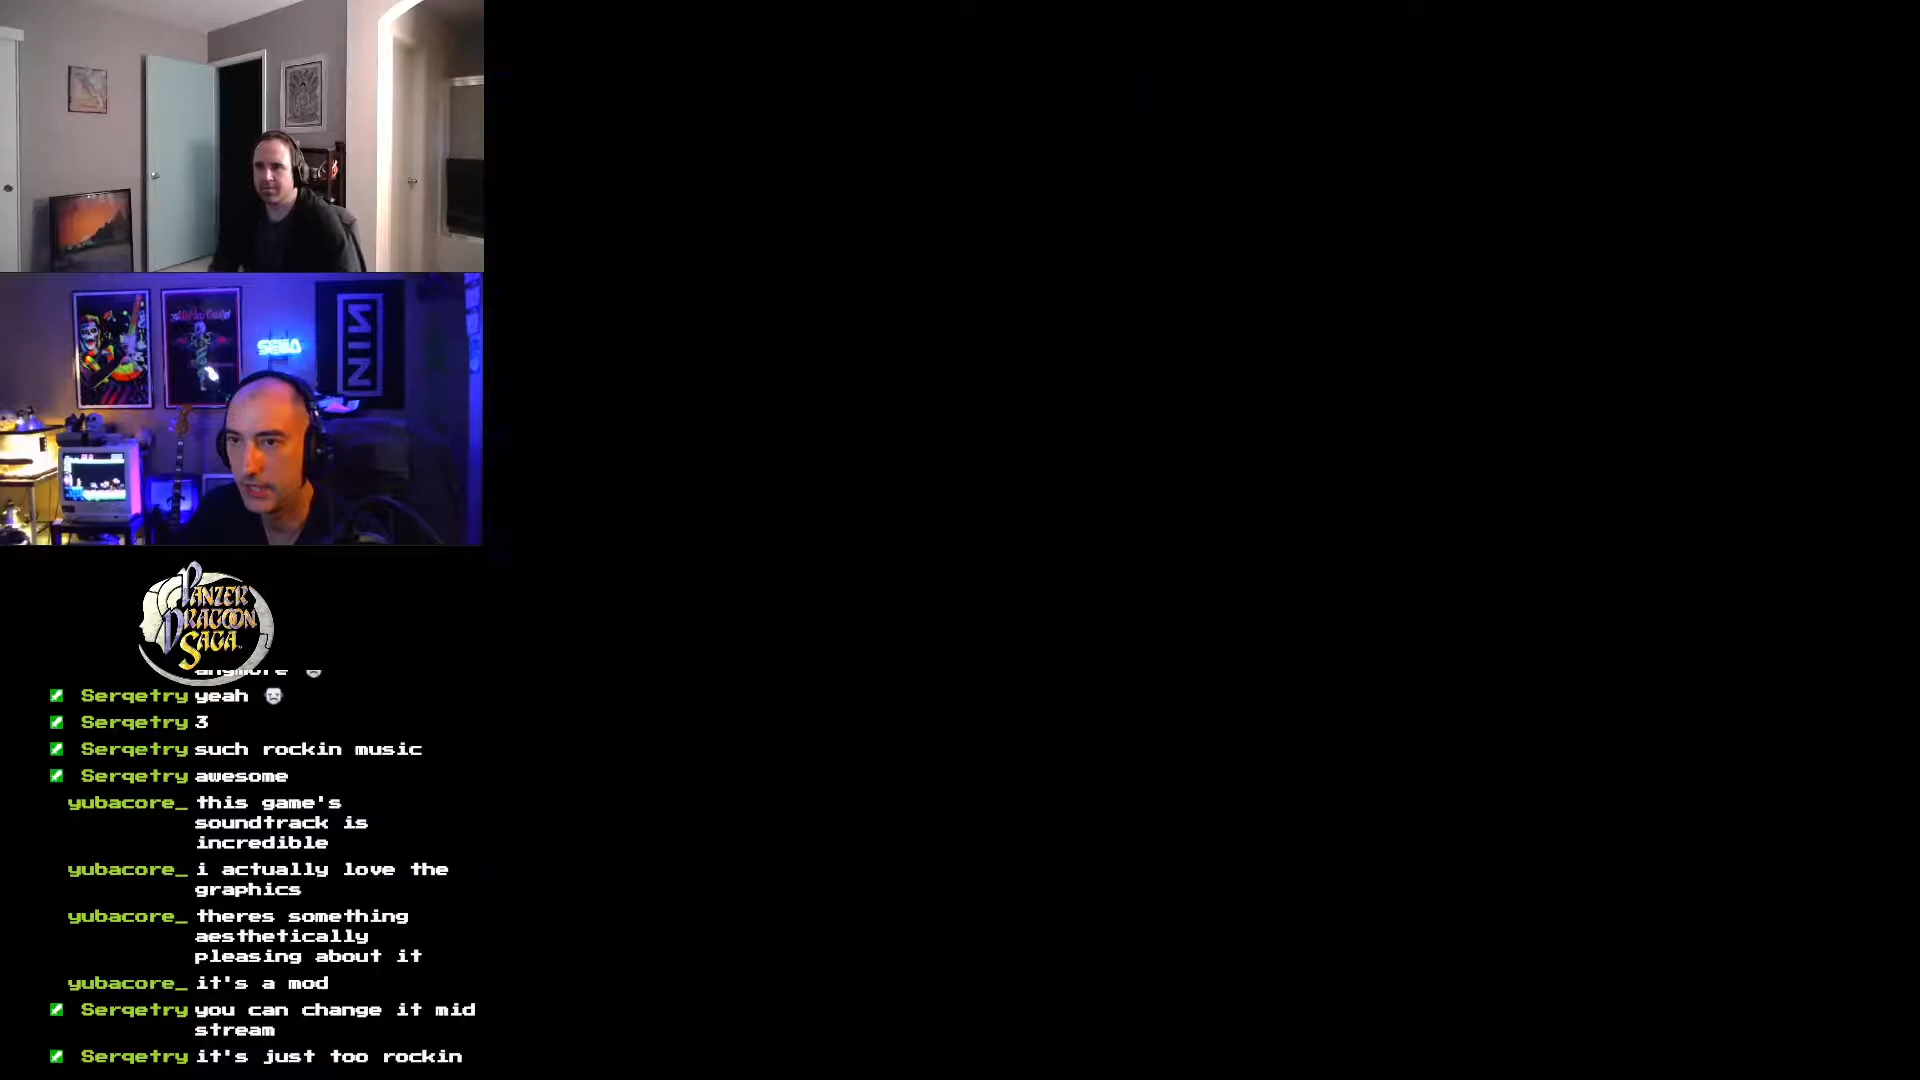 SEGA
NIN
PANZER
DRAGOON
SAGA
anymore
Serqetry yeah
Serqetry 3
Serqetry such rockin music
Serqetry awesome
yubacore_ this game's
soundtrack is
incredible
yubacore_ i actually love the
graphics
yubacore_ theres something
aesthetically
pleasing about it
yubacore_ it's a mod
Serqetry you can change it mid
stream
Serqetry it's just too rockin